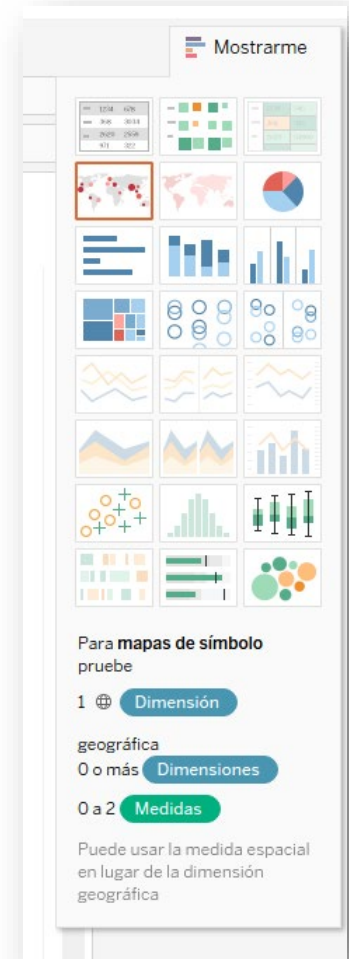 Mostrarme
Para mapas de símbolo
pruebe
1 Dimensión
geográfica
0 o más Dimensiones
0 a 2 Medidas
Puede usar la medida espacial
en lugar de la dimensión
geográfica